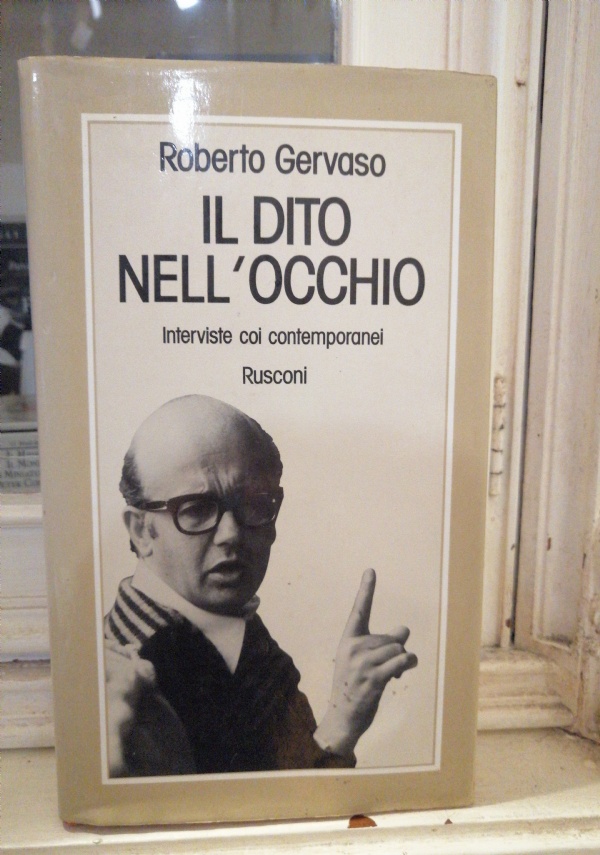 Roberto Gervaso
IL DITO
NELL'OCCHIO
Interviste coi contemporanei
Rusconi